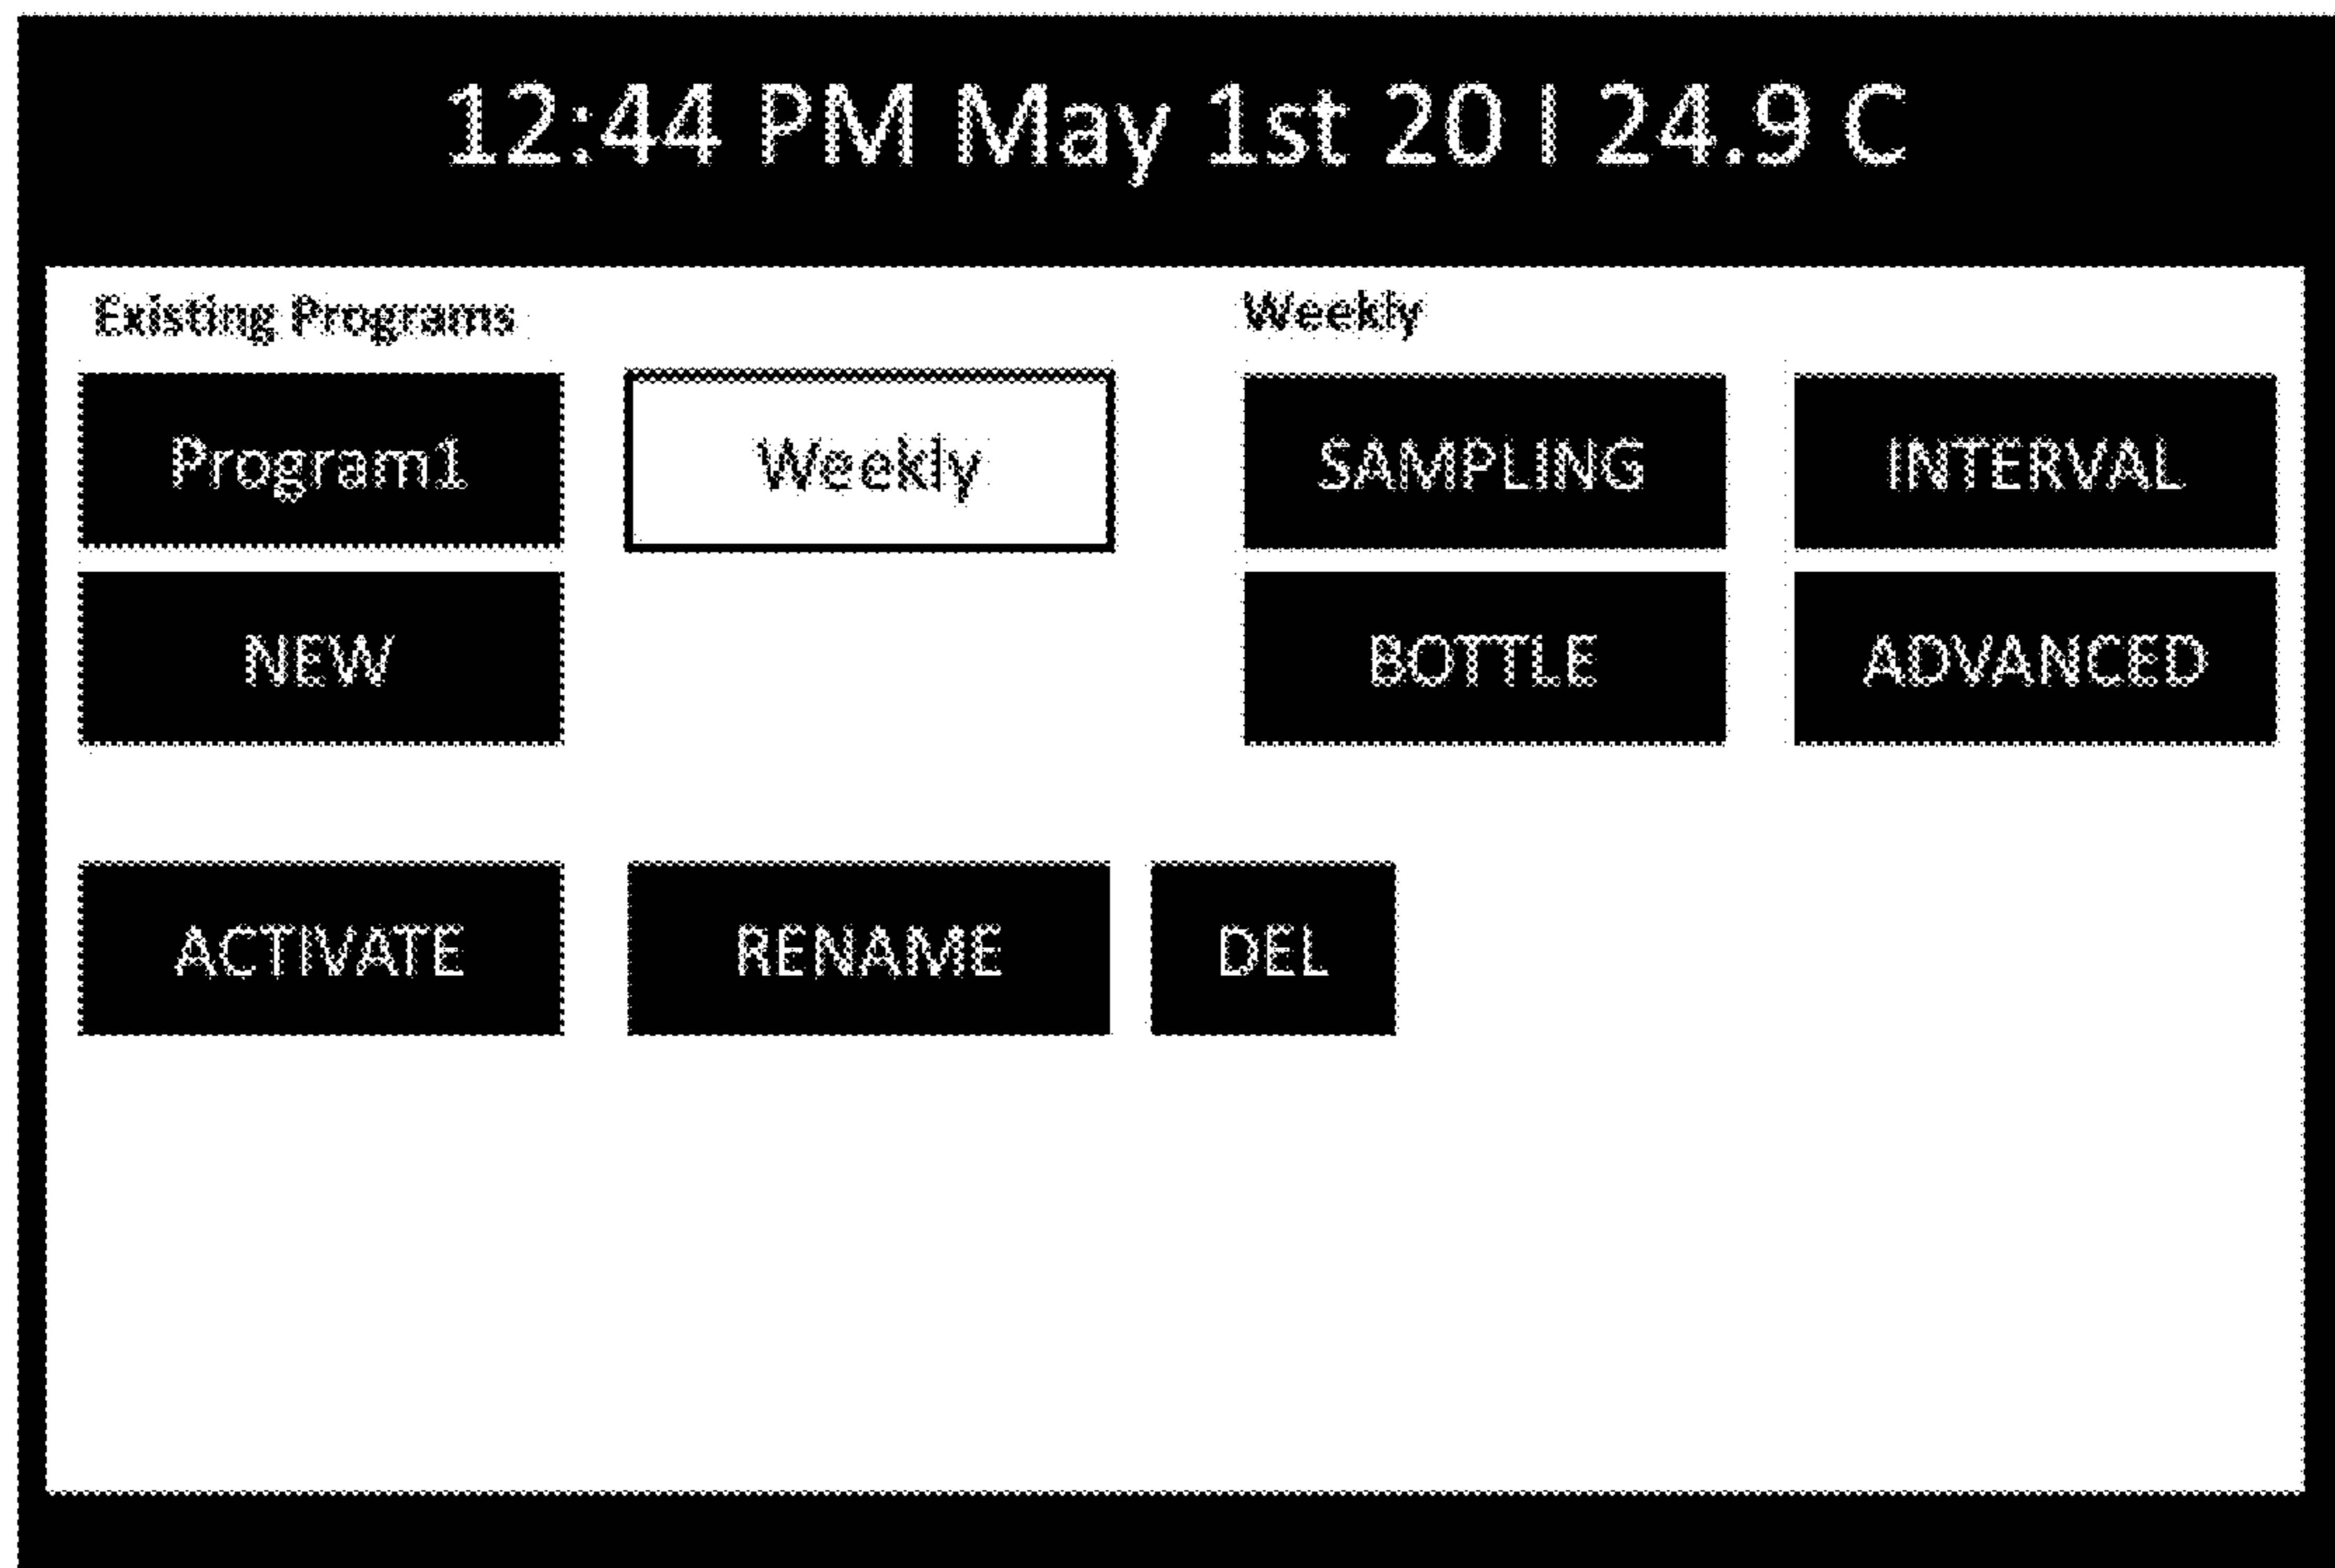 12:44 PM May 1st 20 I 24.9 C
Existing Programs
Program1 Weekly
NEW
Weekly
SAMPLING INTERVAL
BOTTLE ADVANCED
ACTIVATE RENAME DEL